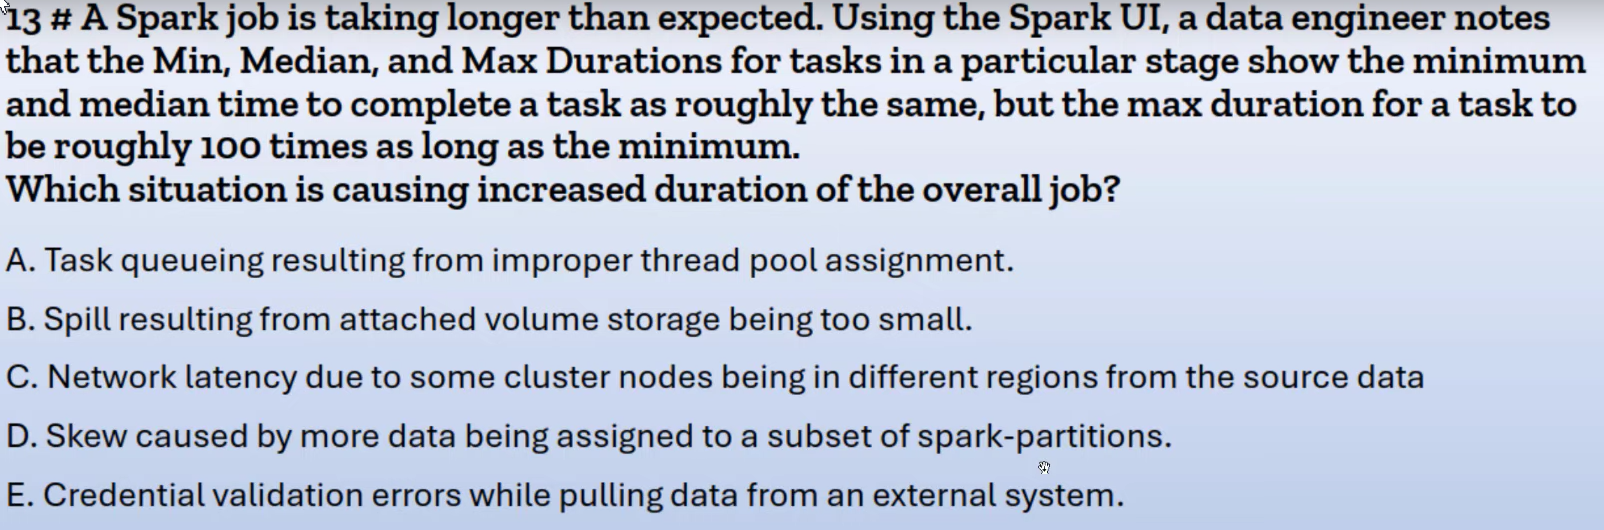 13 # A Spark job is taking longer than expected. Using the Spark UI, a data engineer notes
that the Min, Median, and Max Durations for tasks in a particular stage show the minimum
and median time to complete a task as roughly the same, but the max duration for a task to
be roughly 100 times as long as the minimum.
Which situation is causing increased duration of the overall job?
A. Task queueing resulting from improper thread pool assignment.
B. Spill resulting from attached volume storage being too small.
C. Network latency due to some cluster nodes being in different regions from the source data
D. Skew caused by more data being assigned to a subset of spark-partitions.
E. Credential validation errors while pulling data from an external system.